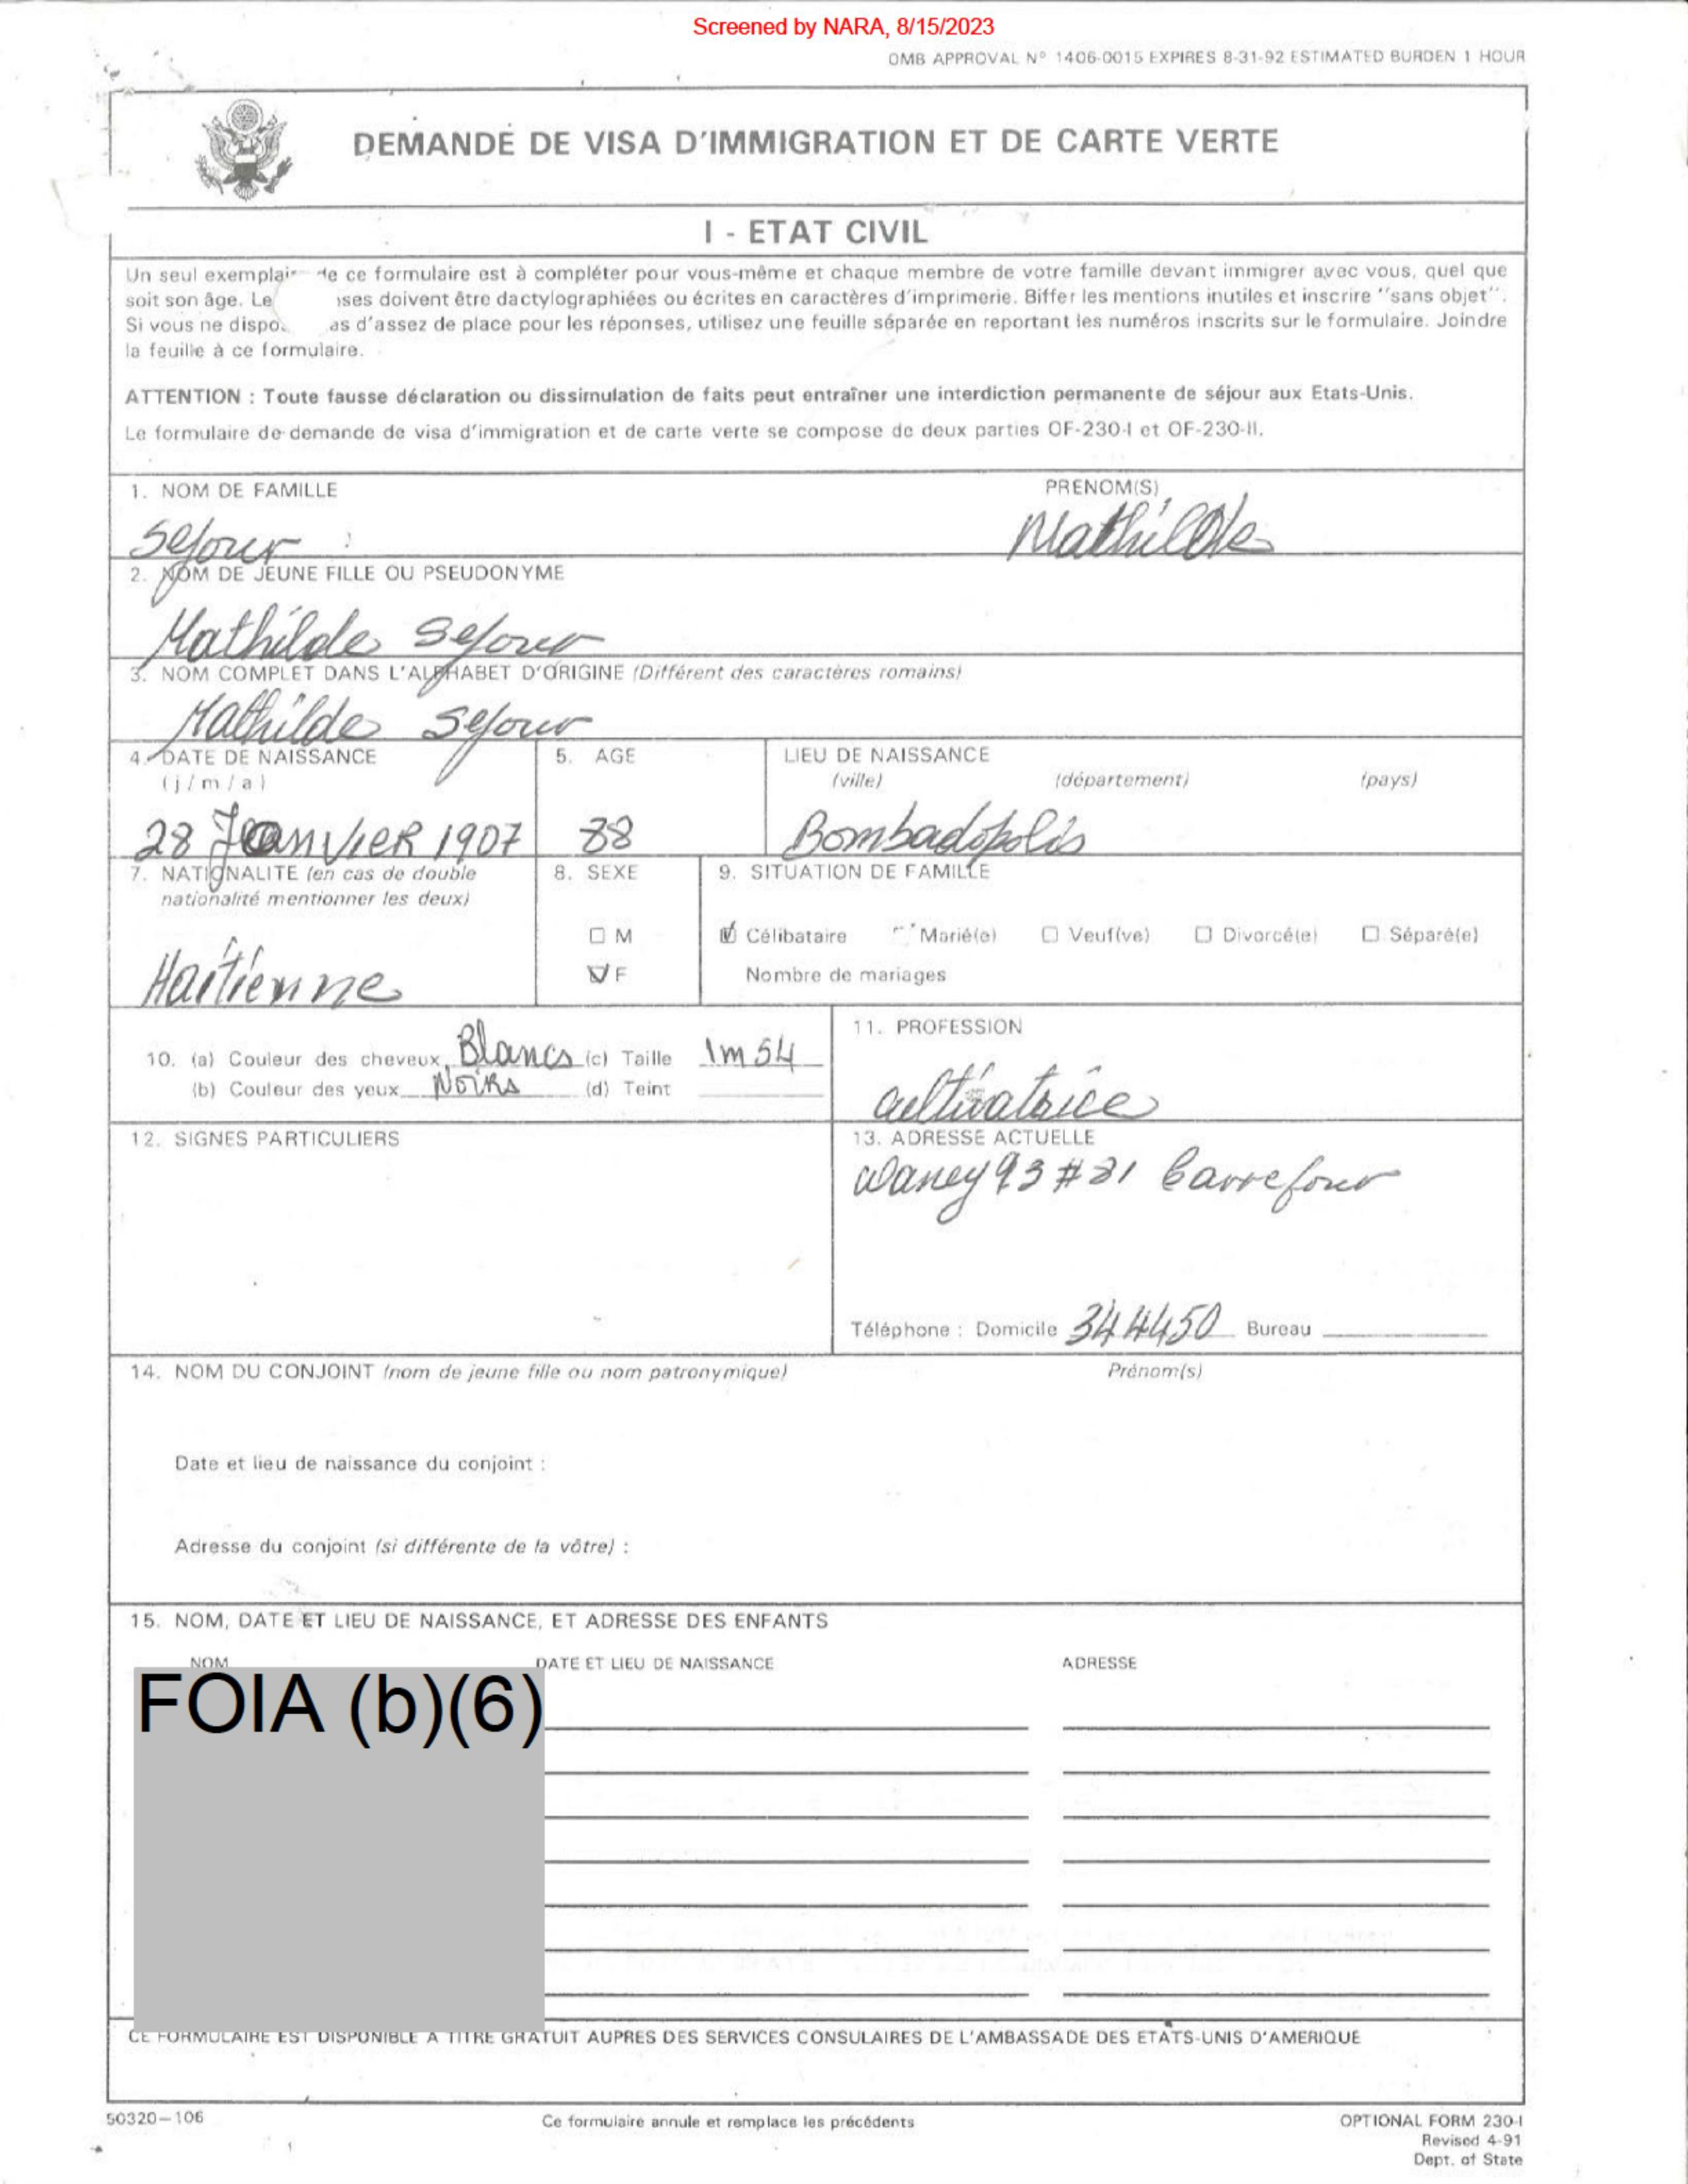 Screened by NARA, 8/15/2023
OMB APPROVAL Nº 1406-0015 EXPIRES 8-31-92 ESTIMATED BURDEN 1 HOUR
DEMANDE DE VISA D'IMMIGRATION ET DE CARTE VERTE
I - ETAT CIVIL
Un seul exemplai de ce formulaire est à compléter pour vous-même et chaque membre de votre famille devant immigrer avec vous, quel que
soit son âge. Le ses doivent être dactylographiées ou écrites en caractères d'imprimerie. Biffer les mentions inutiles et inscrire "sans objet".
Si vous ne dispo as d'assez de place pour les réponses, utilisez une feuille séparée en reportant les numéros inscrits sur le formulaire. Joindre
la feuille à ce formulaire.
ATTENTION : Toute fausse déclaration ou dissimulation de faits peut entraîner une interdiction permanente de séjour aux Etats-Unis.
Le formulaire de demande de visa d'immigration et de carte verte se compose de deux parties OF-230-I et OF-230-II.
1. NOM DE FAMILLE PRENOM(S)
Sejour Mathilde
2. NOM DE JEUNE FILLE OU PSEUDONYME
Mathilde Sejour
3. NOM COMPLET DANS L'ALPHABET D'ORIGINE (Différent des caractères romains)
Mathilde Sejour
4. DATE DE NAISSANCE 5. AGE LIEU DE NAISSANCE
(j / m / a) (ville) (département) (pays)
28 JANVIER 1907 88 Bombadopolis
7. NATIONALITE (en cas de double 8. SEXE 9. SITUATION DE FAMILLE
nationalité mentionner les deux)
M Célibataire Marié(e) Veuf(ve) Divorcé(e) Séparé(e)
Haïtienne F Nombre de mariages
11. PROFESSION
10. (a) Couleur des cheveux Blancs (c) Taille 1m 54
(b) Couleur des yeux Noirs (d) Teint
cultivatrice
12. SIGNES PARTICULIERS 13. ADRESSE ACTUELLE
Waney 93 #31 Carrefour
Téléphone : Domicile 344450 Bureau
14. NOM DU CONJOINT (nom de jeune fille ou nom patronymique) Prénom(s)
Date et lieu de naissance du conjoint :
Adresse du conjoint (si différente de la vôtre) :
15. NOM, DATE ET LIEU DE NAISSANCE, ET ADRESSE DES ENFANTS
NOM DATE ET LIEU DE NAISSANCE ADRESSE
FOIA (b)(6)
CE FORMULAIRE EST DISPONIBLE A TITRE GRATUIT AUPRES DES SERVICES CONSULAIRES DE L'AMBASSADE DES ETATS-UNIS D'AMERIQUE
50320-106 Ce formulaire annule et remplace les précédents OPTIONAL FORM 230-I
Revised 4-91
Dept. of State